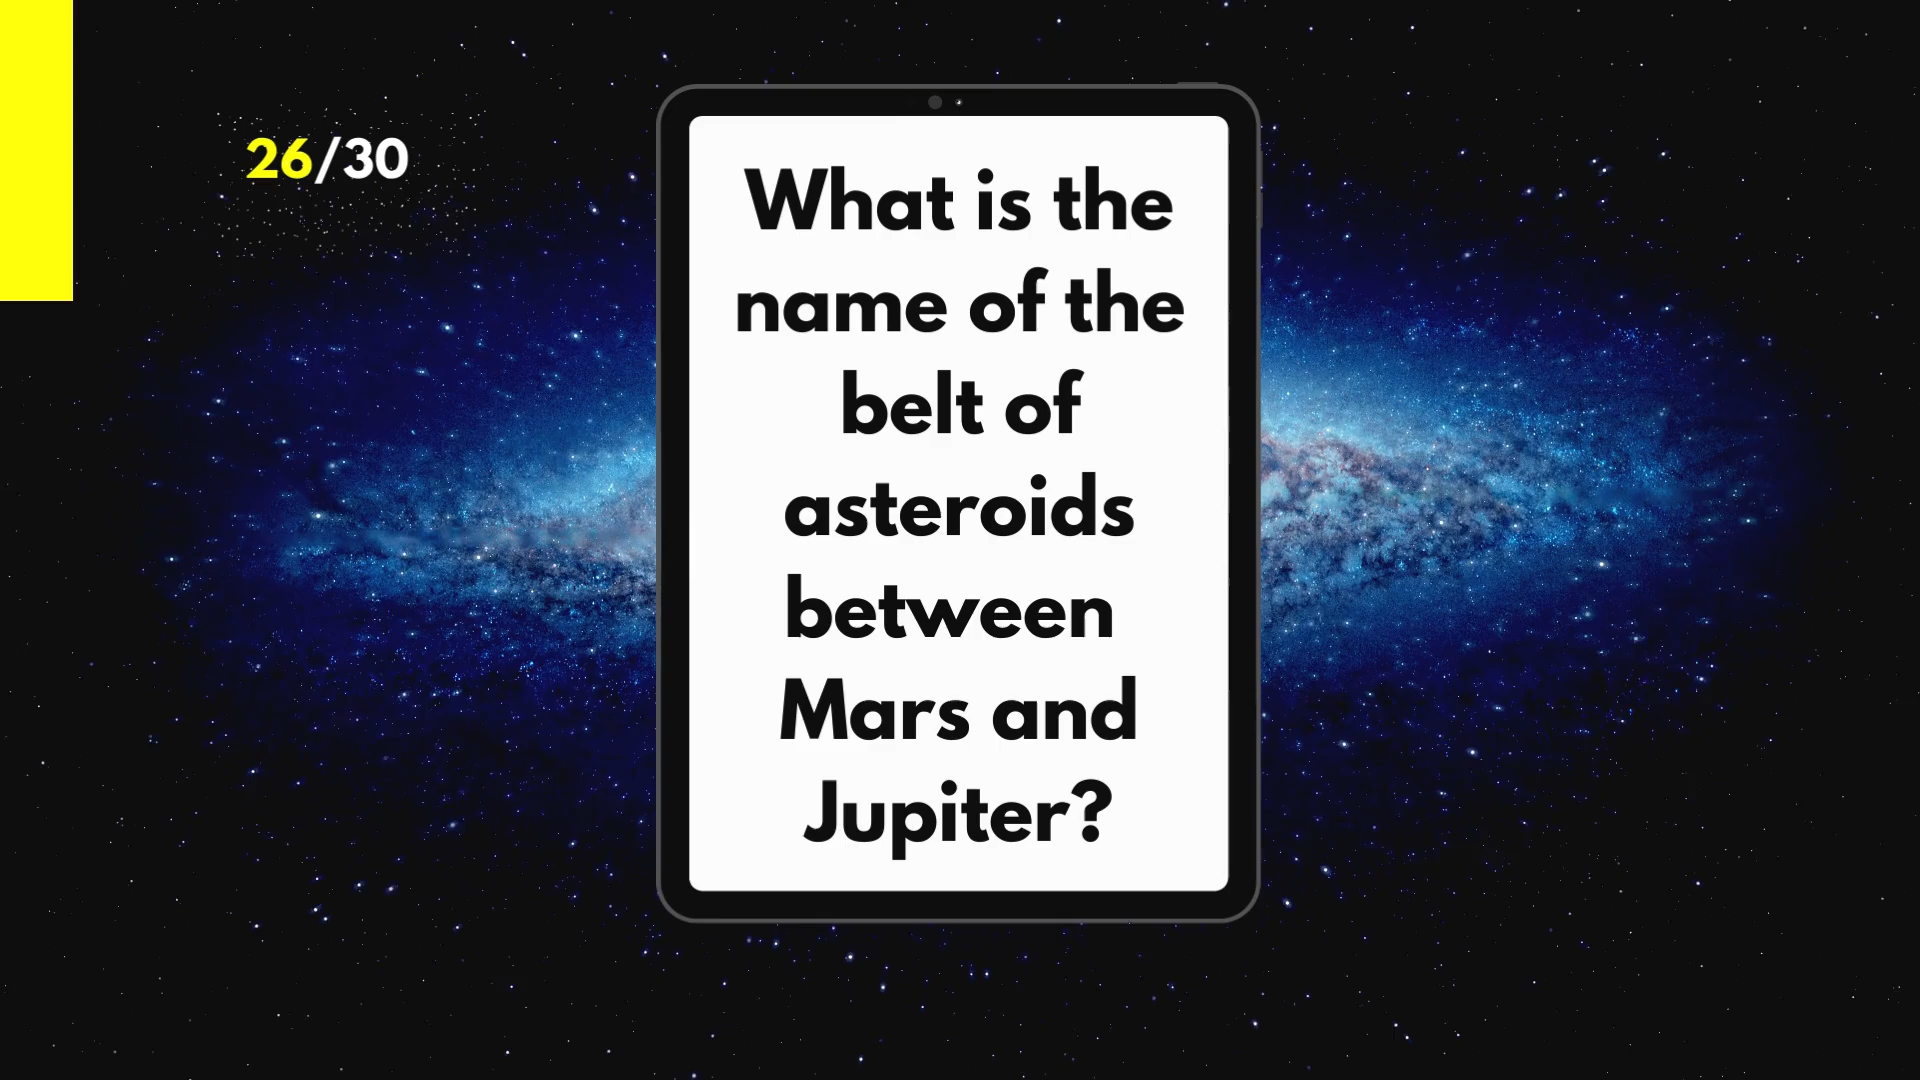 26/30
What is the
name of the
belt of
asteroids
between
Mars and
Jupiter?